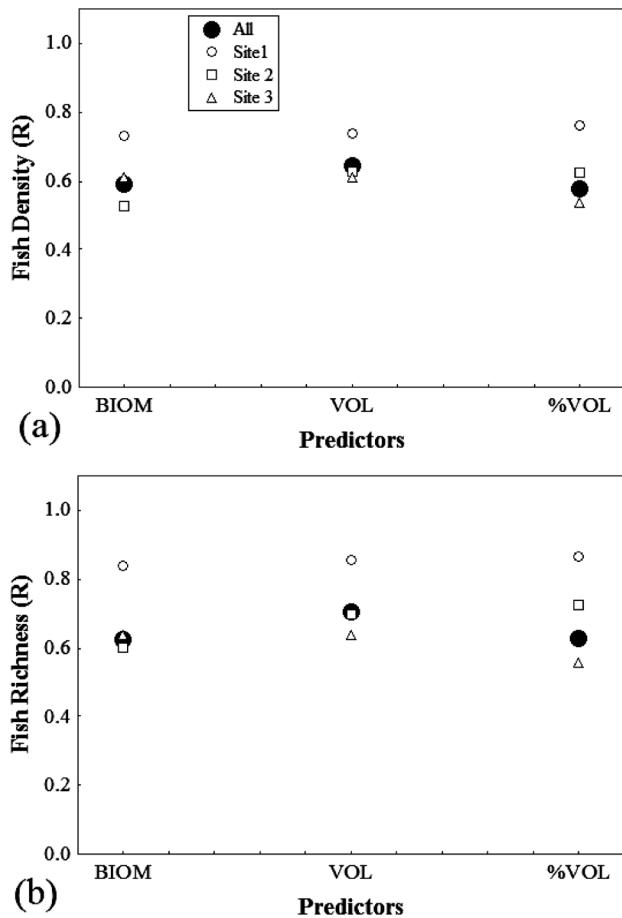 All
Site1
Site 2
Site 3
1.0
0.8
0.6
0.4
0.2
0.0
Fish Density (R)
BIOM VOL %VOL
(a)
Predictors
1.0
0.8
0.6
0.4
0.2
0.0
Fish Richness (R)
BIOM VOL %VOL
(b)
Predictors